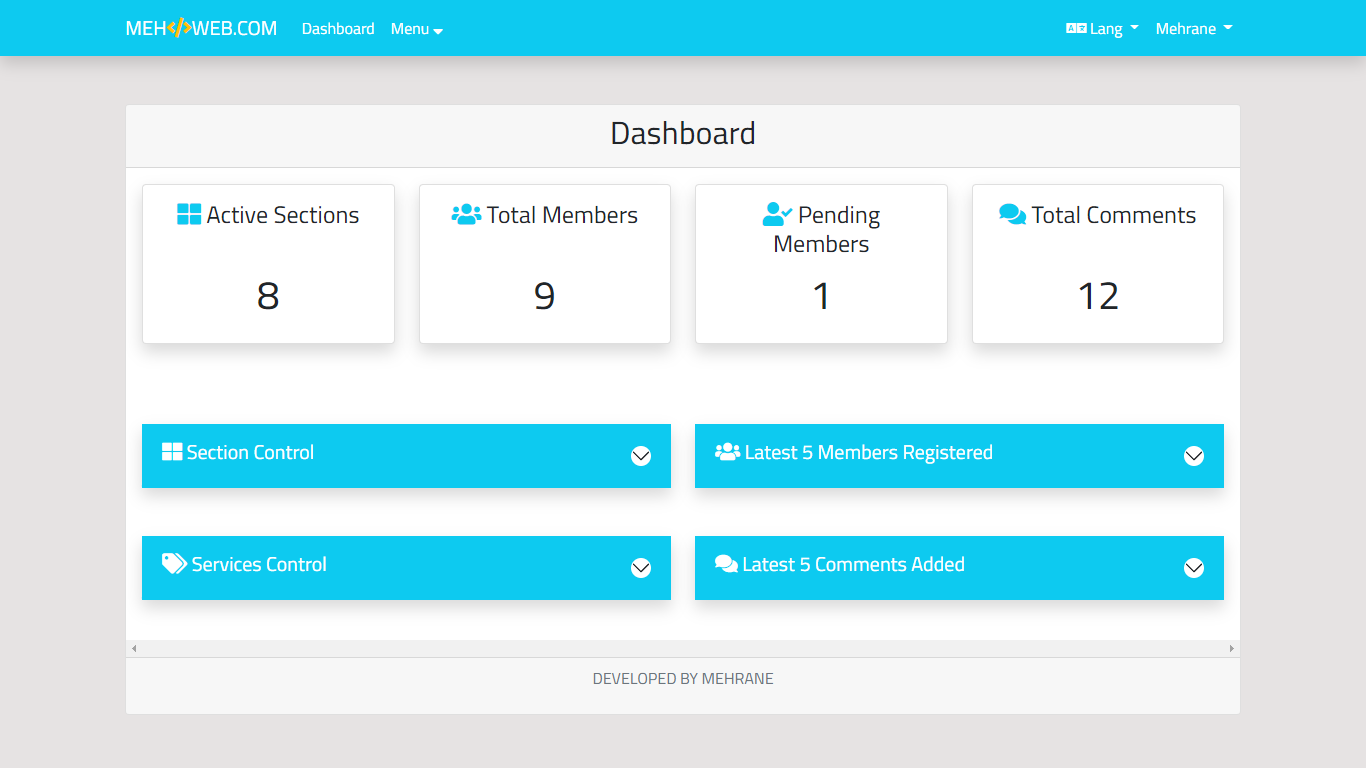 MEH</>WEB.COM Dashboard Menu Lang Mehrane
Dashboard
Active Sections
8
Total Members
9
Pending
Members
1
Total Comments
12
Section Control
Latest 5 Members Registered
Services Control
Latest 5 Comments Added
DEVELOPED BY MEHRANE